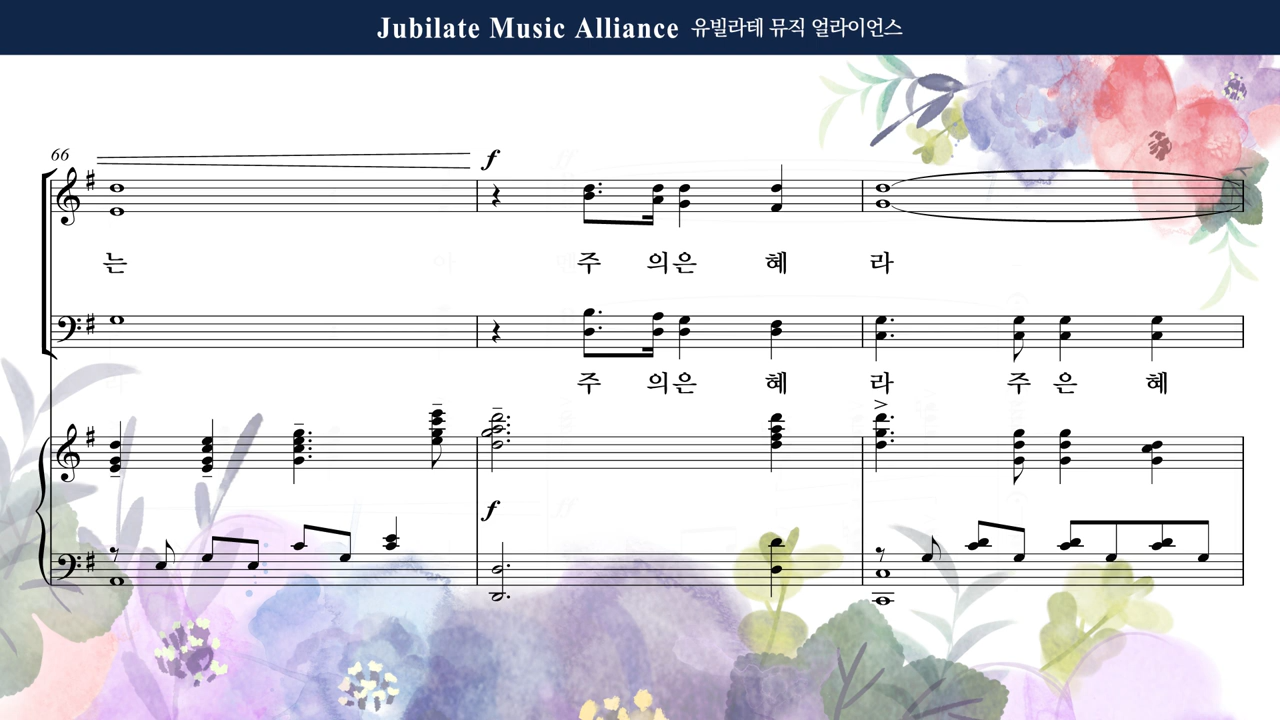 Jubilate Music Alliance 유빌라테 뮤직 얼라이언스
66
f
는 주 의 은 혜 라
주 의 은 혜 라 주 은 혜
f